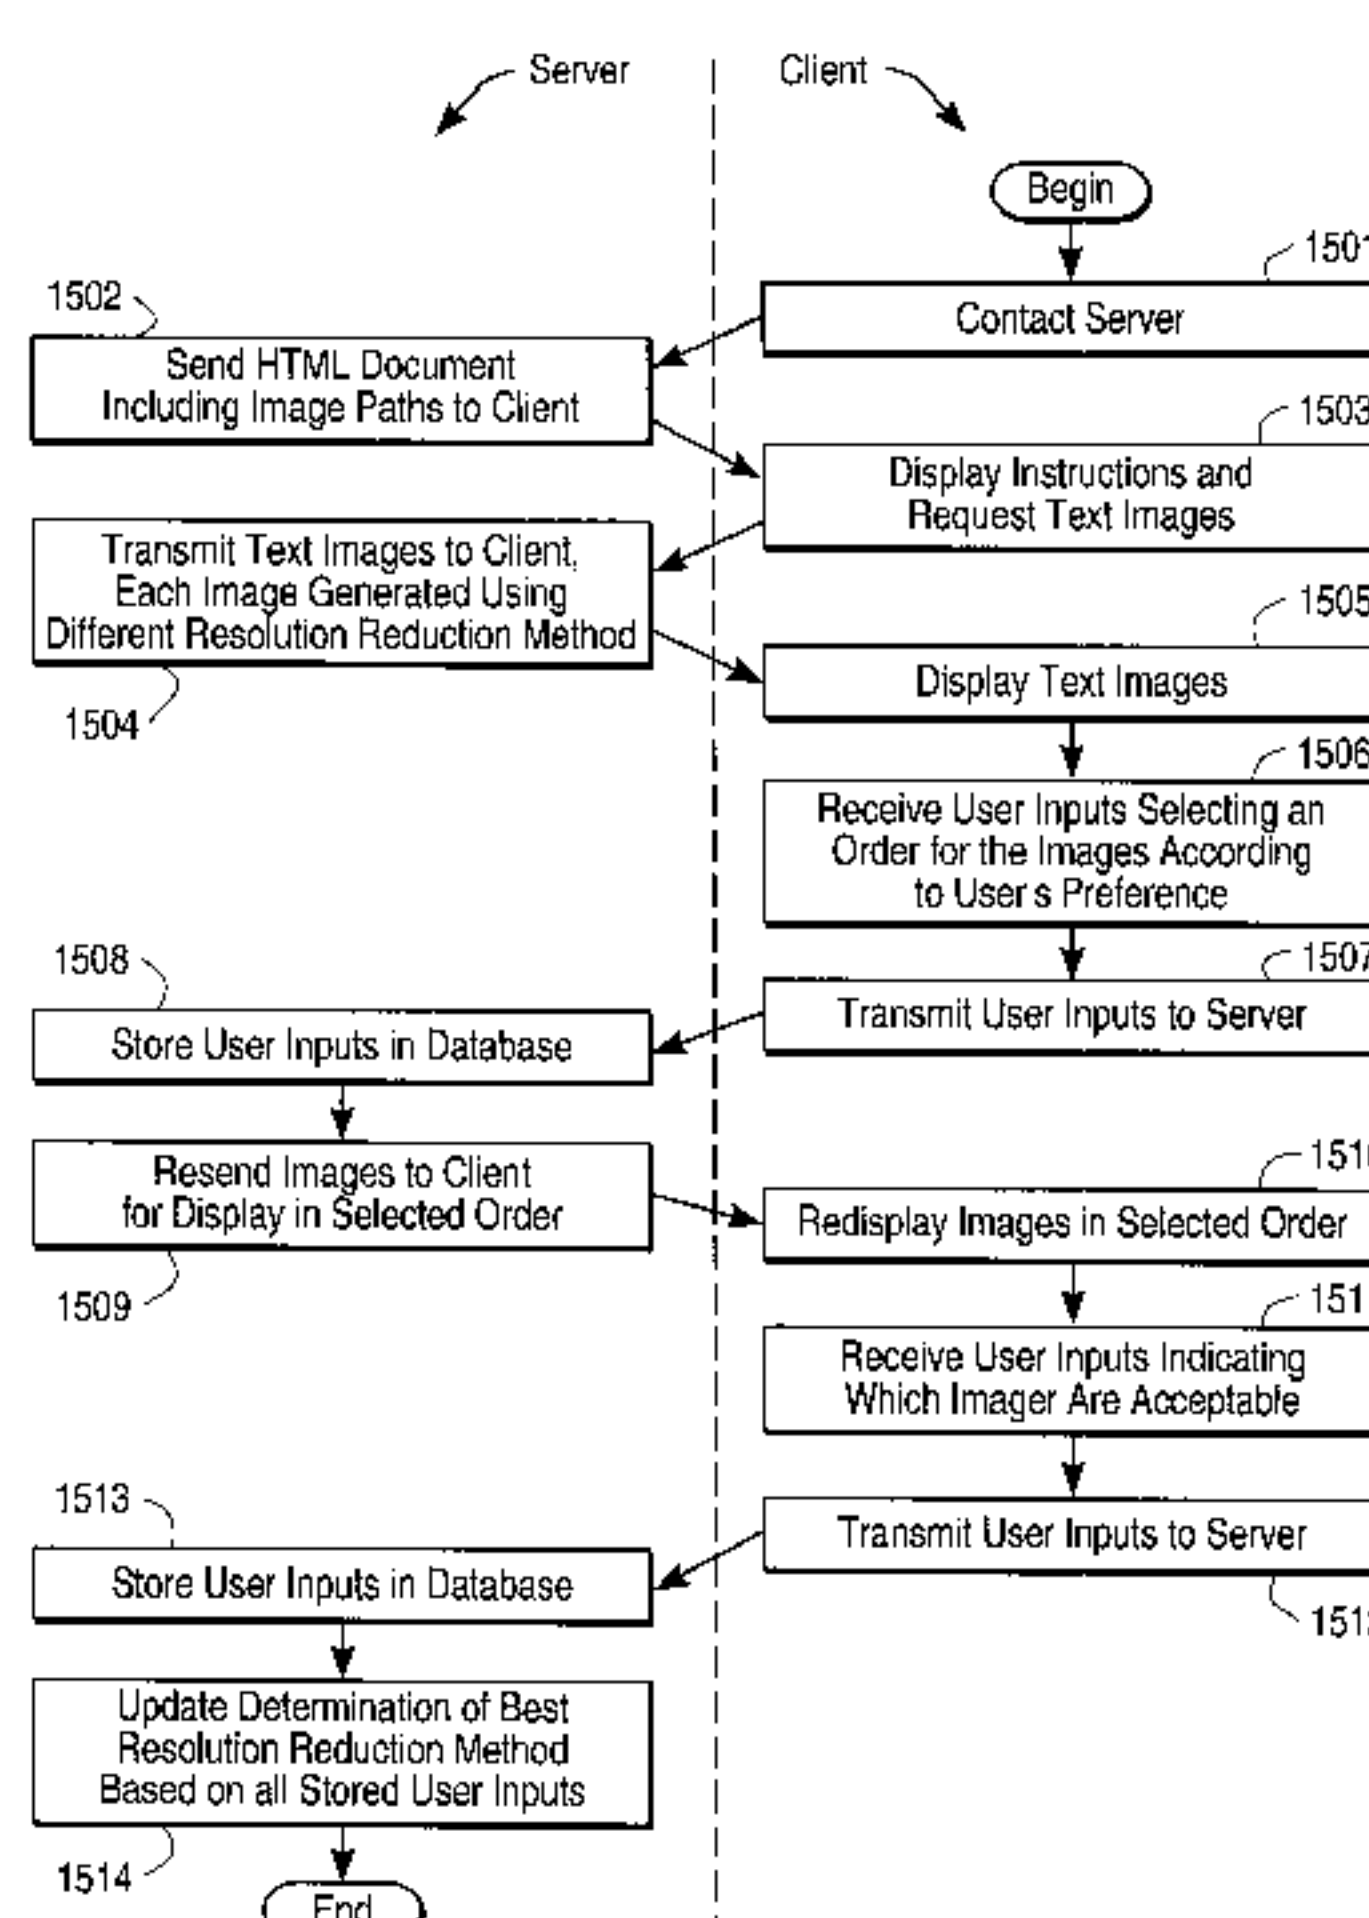 Server
Client
Begin
1501
Contact Server
1502
Send HTML Document
Including Image Paths to Client
1503
Display Instructions and
Request Text Images
Transmit Text Images to Client,
Each Image Generated Using
Different Resolution Reduction Method
1504
1505
Display Text Images
1506
Receive User Inputs Selecting an
Order for the Images According
to User's Preference
1507
Transmit User Inputs to Server
1508
Store User Inputs in Database
Resend Images to Client
for Display in Selected Order
1509
1510
Redisplay Images in Selected Order
151
Receive User Inputs Indicating
Which Imager Are Acceptable
Transmit User Inputs to Server
1512
1513
Store User Inputs in Database
Update Determination of Best
Resolution Reduction Method
Based on all Stored User Inputs
1514
End